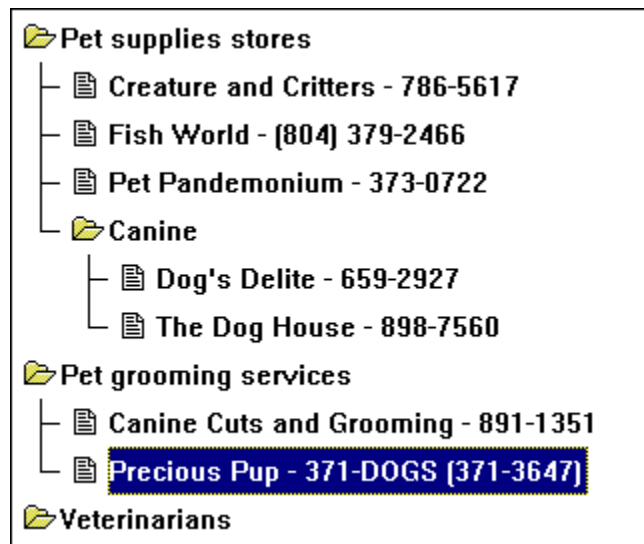 Pet supplies stores
Creature and Critters - 786-5617
Fish World - (804) 379-2466
Pet Pandemonium - 373-0722
Canine
Dog's Delite - 659-2927
The Dog House - 898-7560
Pet grooming services
Canine Cuts and Grooming - 891-1351
Precious Pup - 371-DOGS (371-3647)
Veterinarians